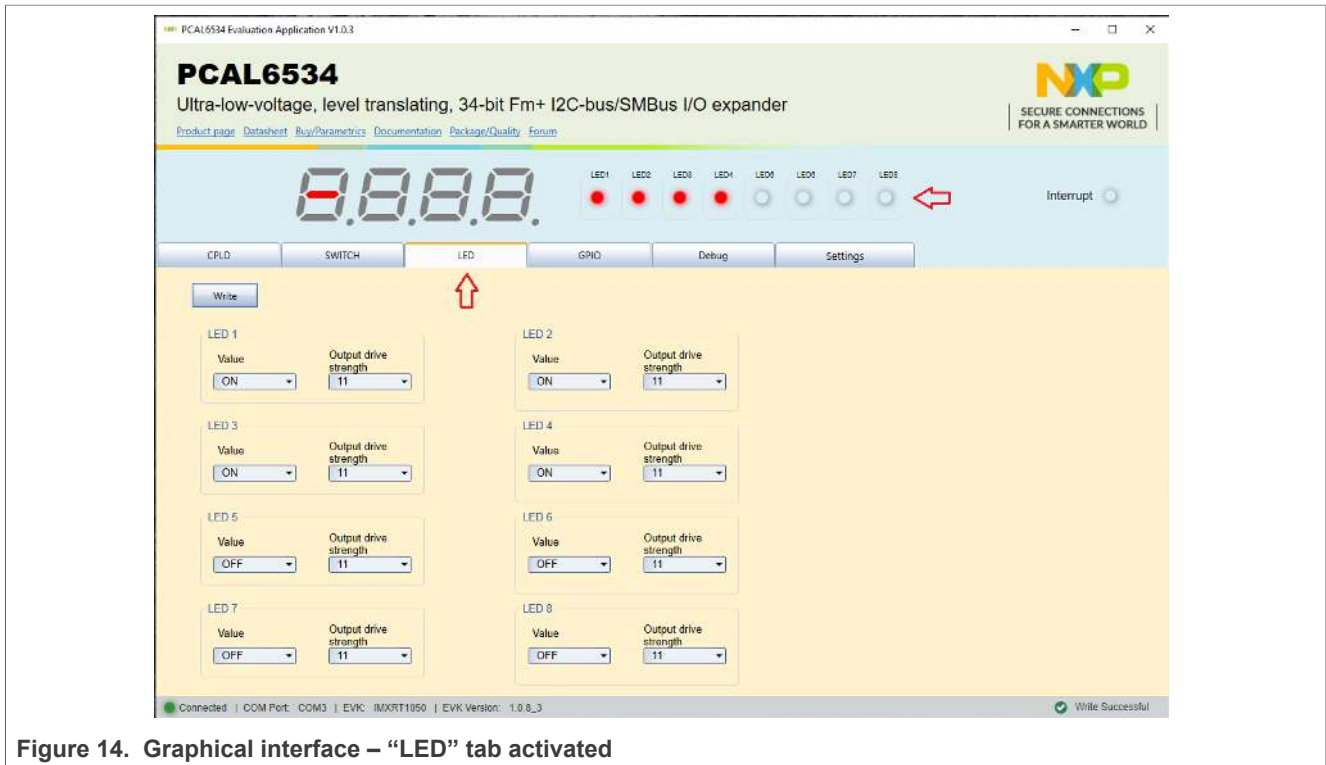 PCAL6534 Evaluation Application V1.0.3
PCAL6534
Ultra-low-voltage, level translating, 34-bit Fm+ I2C-bus/SMBus I/O expander
Product page Datasheet Buy/Parametrics Documentation Package/Quality Forum
NXP
SECURE CONNECTIONS
FOR A SMARTER WORLD
LED1 LED2 LED3 LED4 LED5 LED6 LED7 LED8
Interrupt
CPLD SWITCH LED GPIO Debug Settings
Write
LED 1 LED 2
Value Output drive strength Value Output drive strength
ON 11 ON 11
LED 3 LED 4
Value Output drive strength Value Output drive strength
ON 11 ON 11
LED 5 LED 6
Value Output drive strength Value Output drive strength
OFF 11 OFF 11
LED 7 LED 8
Value Output drive strength Value Output drive strength
OFF 11 OFF 11
Connected | COM Port: COM3 | EVK: IMXRT1050 | EVK Version: 1.0.8_3 Write Successful
Figure 14. Graphical interface – “LED” tab activated